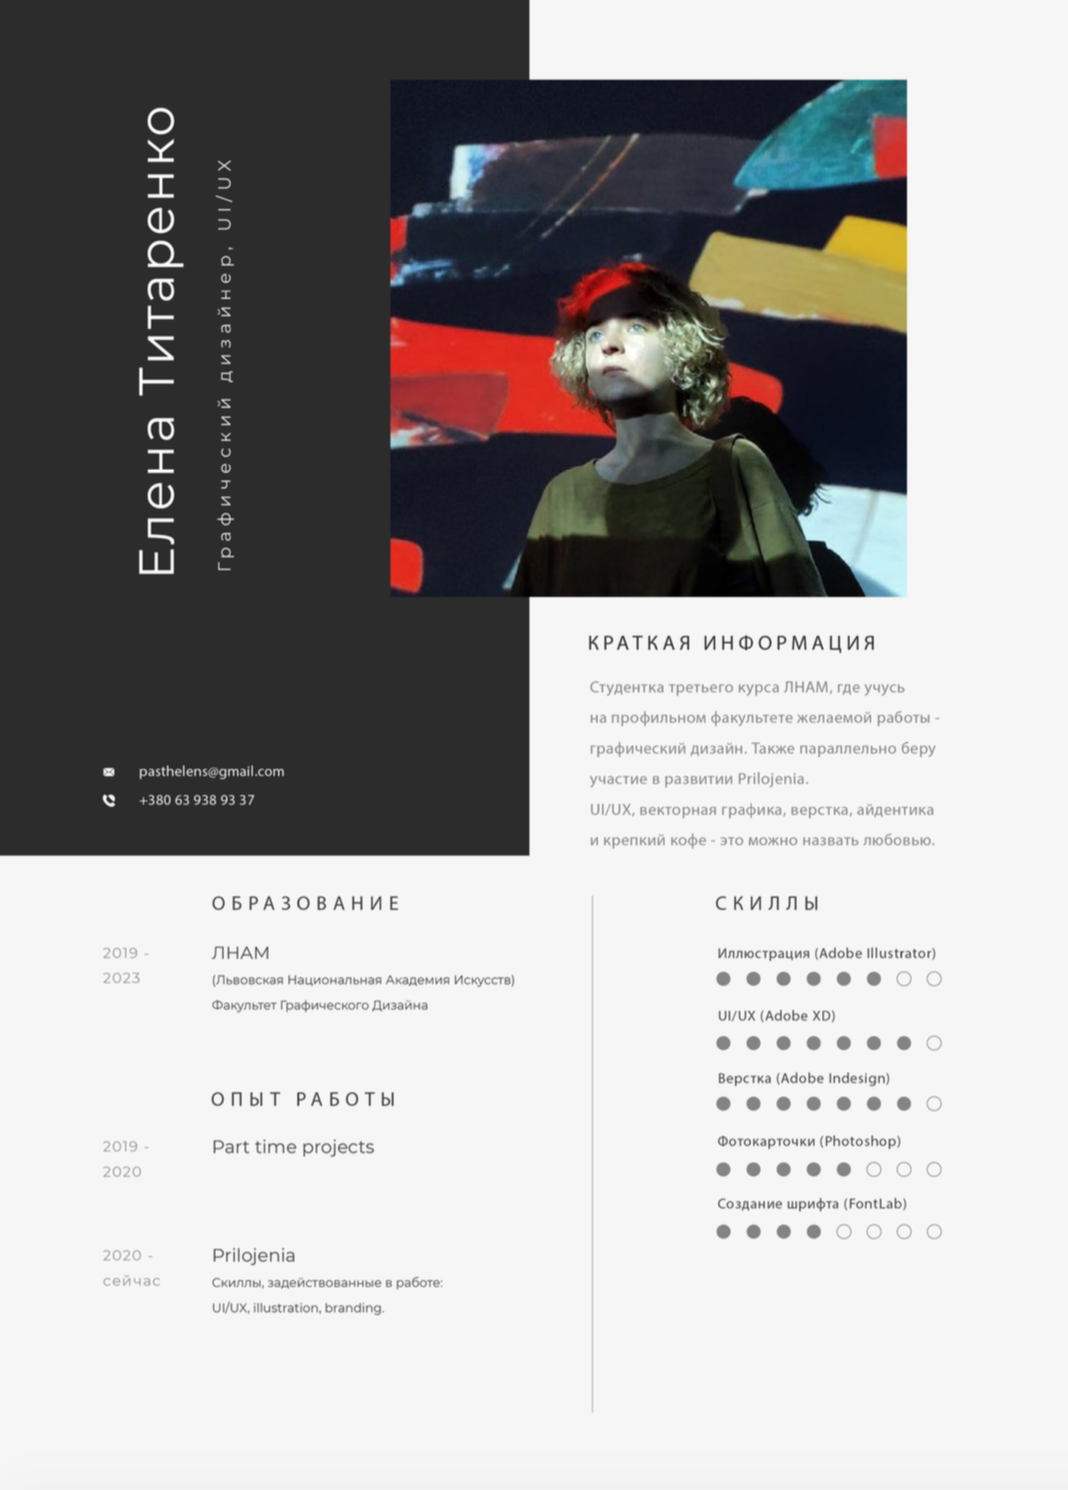 Елена Титаренко
Графический дизайнер, UI/UX
pasthelens@gmail.com
+380 63 938 93 37
КРАТКАЯ ИНФОРМАЦИЯ
Студентка третьего курса ЛНАМ, где учусь
на профильном факультете желаемой работы -
графический дизайн. Также параллельно беру
участие в развитии Prilojenia.
UI/UX, векторная графика, верстка, айдентика
и крепкий кофе - это можно назвать любовью.
ОБРАЗОВАНИЕ
2019 -
2023
ЛНАМ
(Львовская Национальная Академия Искусств)
Факультет Графического Дизайна
ОПЫТ РАБОТЫ
2019 -
2020
Part time projects
2020 -
сейчас
Prilojenia
Скиллы, задействованные в работе:
UI/UX, illustration, branding.
СКИЛЛЫ
Иллюстрация (Adobe Illustrator)
UI/UX (Adobe XD)
Верстка (Adobe Indesign)
Фотокарточки (Photoshop)
Создание шрифта (FontLab)